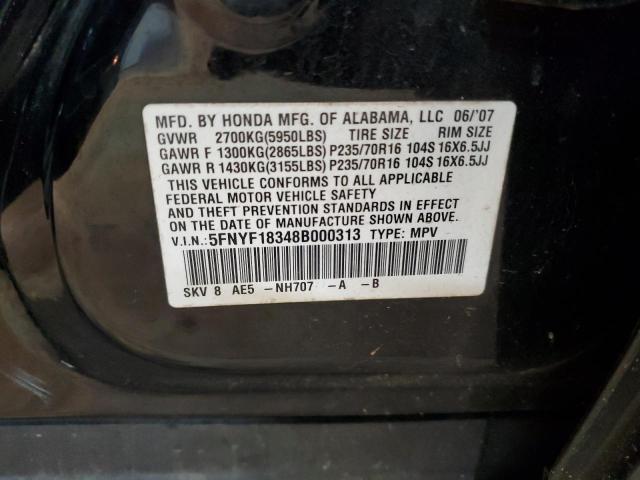 MFD. BY HONDA MFG. OF ALABAMA, LLC 06/'07
GVWR 2700KG(5950LBS) TIRE SIZE RIM SIZE
GAWR F 1300KG(2865LBS) P235/70R16 104S 16X6.5JJ
GAWR R 1430KG(3155LBS) P235/70R16 104S 16X6.5JJ
THIS VEHICLE CONFORMS TO ALL APPLICABLE
FEDERAL MOTOR VEHICLE SAFETY
AND THEFT PREVENTION STANDARDS IN EFFECT
ON THE DATE OF MANUFACTURE SHOWN ABOVE.
V.I.N.: 5FNYF18348B000313 TYPE: MPV
SKV 8 AE5 -NH707 -A -B